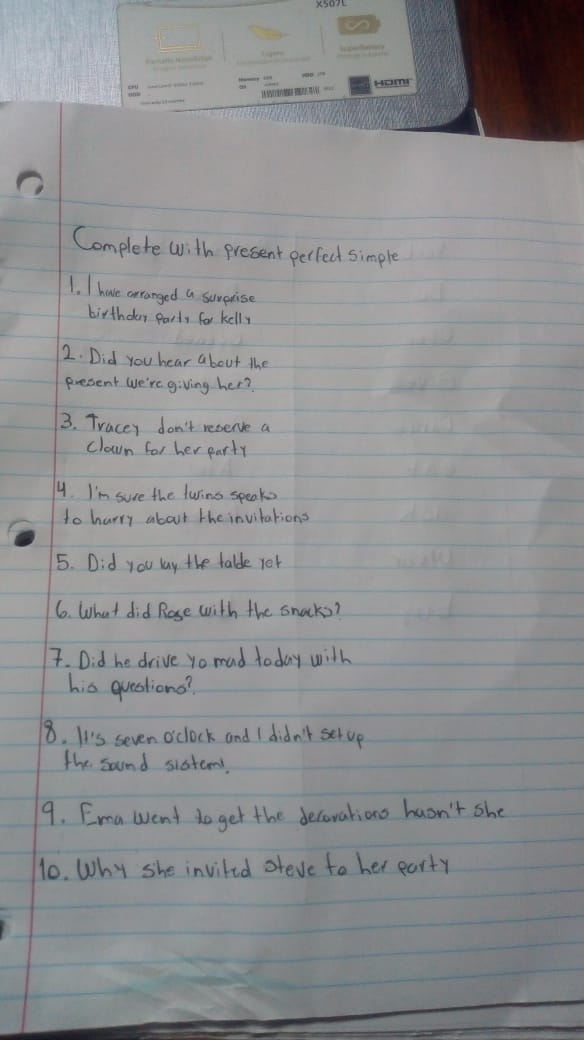 X507L
SuperBattery
CPU
Memory
HDD
HDMI
Complete with present perfect simple
1. I have arranged a surprise
birthday party for kelly
2. Did you hear about the
present we're giving her?
3. Tracey don't reserve a
clown for her party
4. I'm sure the twins speaks
to harry about the invitations
5. Did you lay the table yet
6. What did Rose with the snacks?
7. Did he drive yo mad today with
his questions?
8. It's seven o'clock and I didn't set up
the sound sistem.
9. Ema went to get the decorations hasn't she
10. Why she invited steve to her party